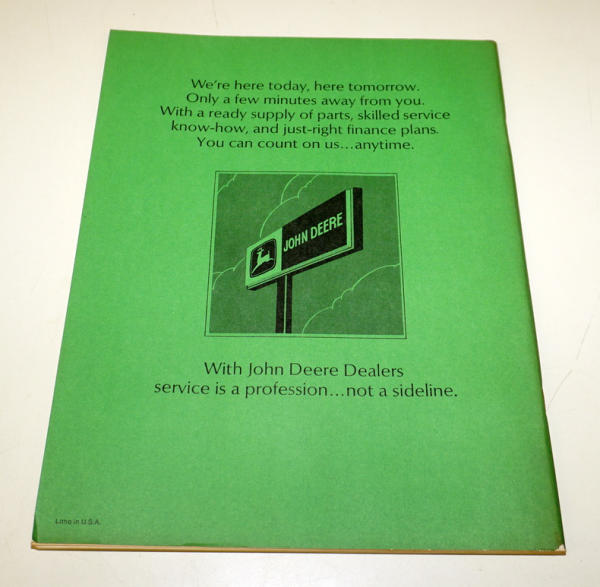 We're here today, here tomorrow.
Only a few minutes away from you.
With a ready supply of parts, skilled service
know-how, and just-right finance plans.
You can count on us...anytime.
JOHN DEERE
With John Deere Dealers
service is a profession...not a sideline.
Litho in U.S.A.